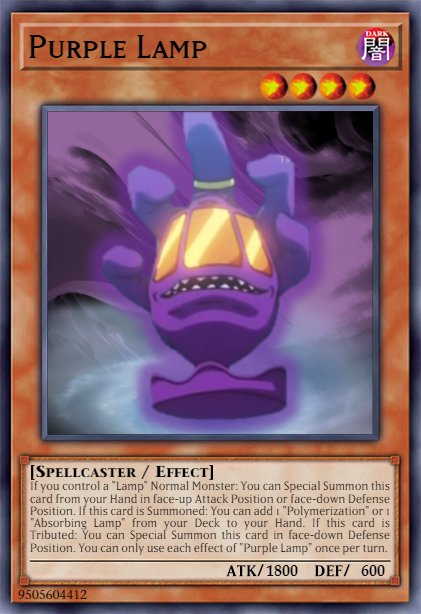 Purple Lamp
DARK
闇
[Spellcaster / Effect]
If you control a "Lamp" Normal Monster: You can Special Summon this
card from your Hand in face-up Attack Position or face-down Defense
Position. If this card is Summoned: You can add 1 "Polymerization" or 1
"Absorbing Lamp" from your Deck to your Hand. If this card is
Tributed: You can Special Summon this card in face-down Defense
Position. You can only use each effect of "Purple Lamp" once per turn.
ATK/1800 DEF/ 600
9505604412